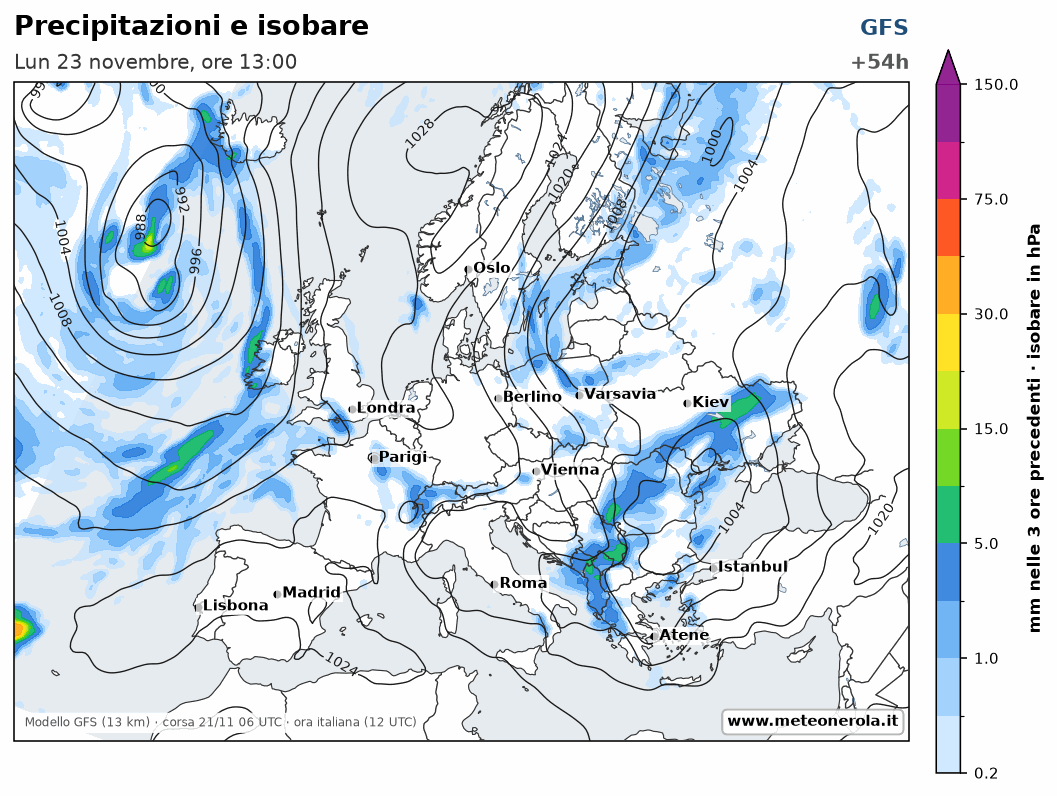 Precipitazioni e isobare
GFS
Lun 23 novembre, ore 13:00
+54h
1028
1024
1020
1000
1004
1008
992
988
996
1004
1008
Oslo
Berlino
Varsavia
Kiev
Londra
Parigi
Vienna
1004
1020
Istanbul
Roma
Madrid
Lisbona
Atene
1024
Modello GFS (13 km) · corsa 21/11 06 UTC · ora italiana (12 UTC)
www.meteonerola.it
150.0
75.0
30.0
15.0
5.0
1.0
0.2
mm nelle 3 ore precedenti · isobare in hPa